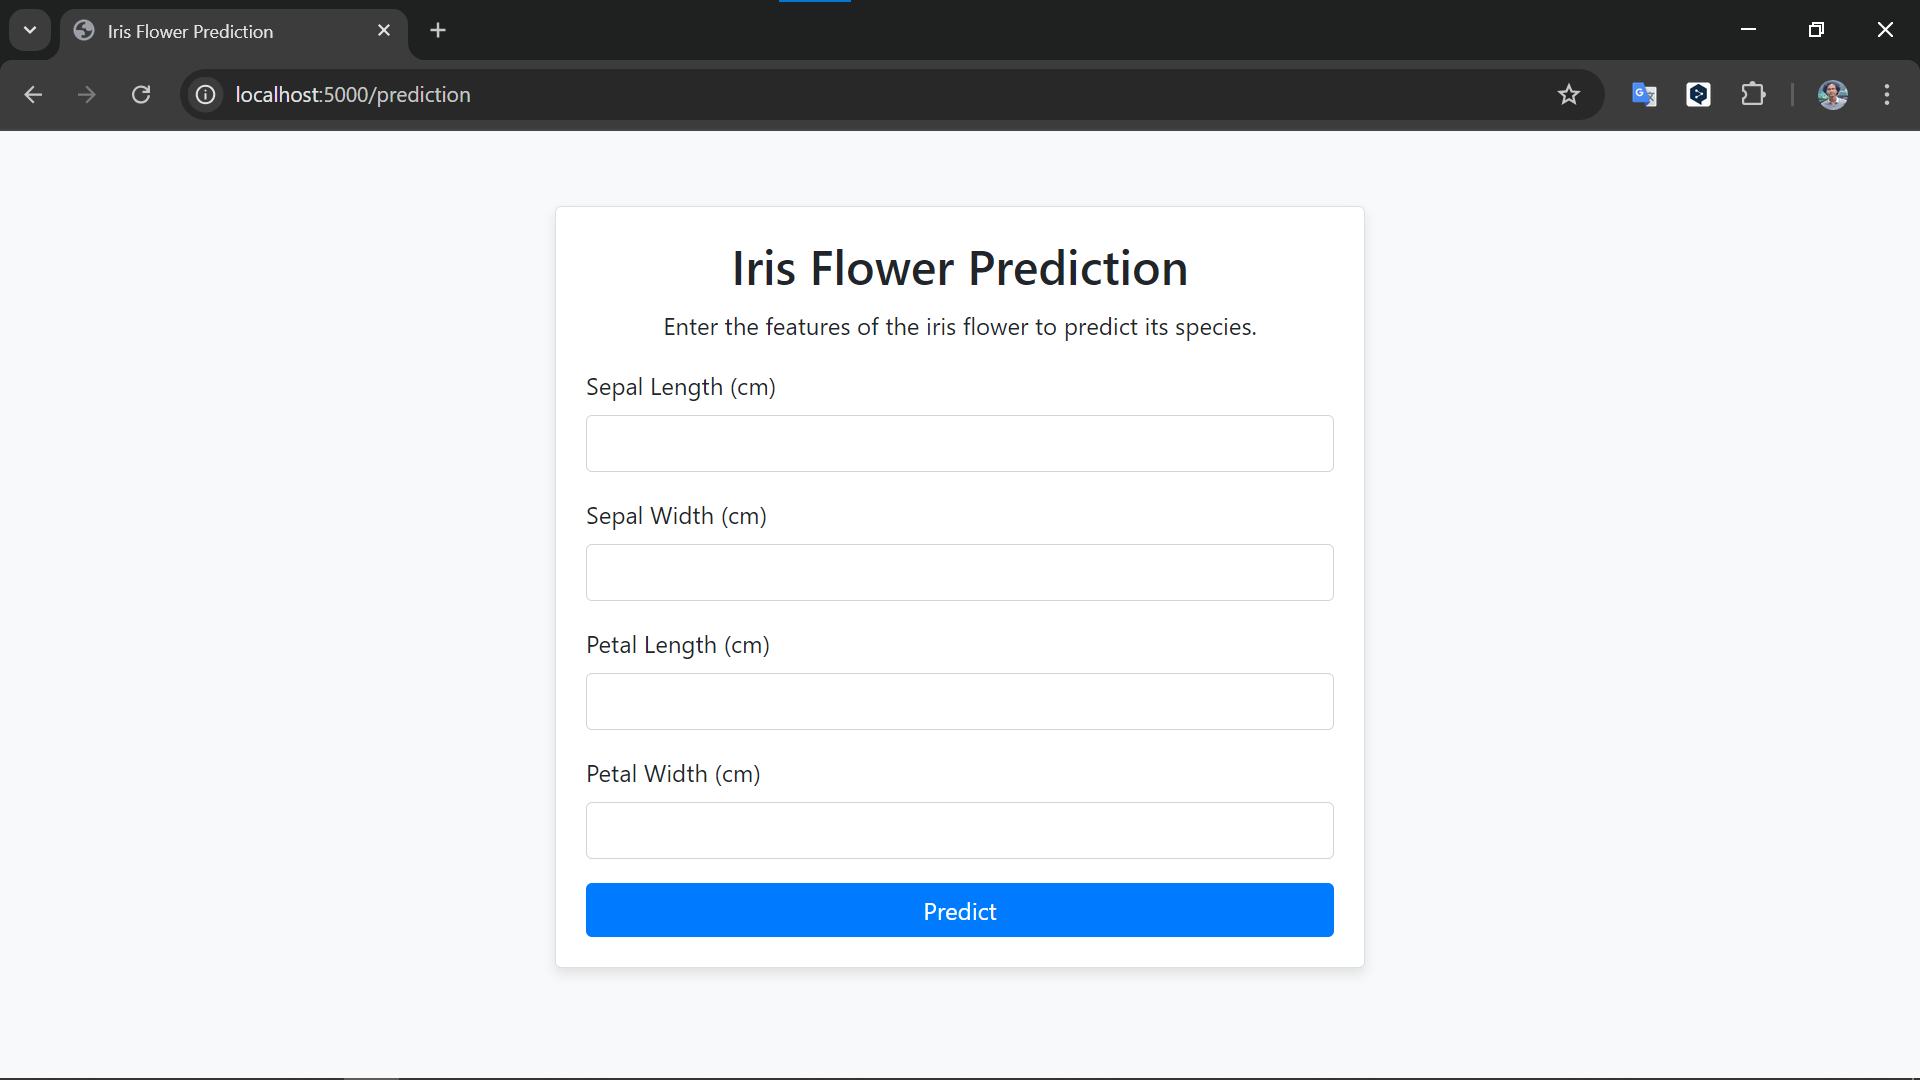 Iris Flower Prediction
localhost:5000/prediction
Iris Flower Prediction
Enter the features of the iris flower to predict its species.
Sepal Length (cm)
Sepal Width (cm)
Petal Length (cm)
Petal Width (cm)
Predict